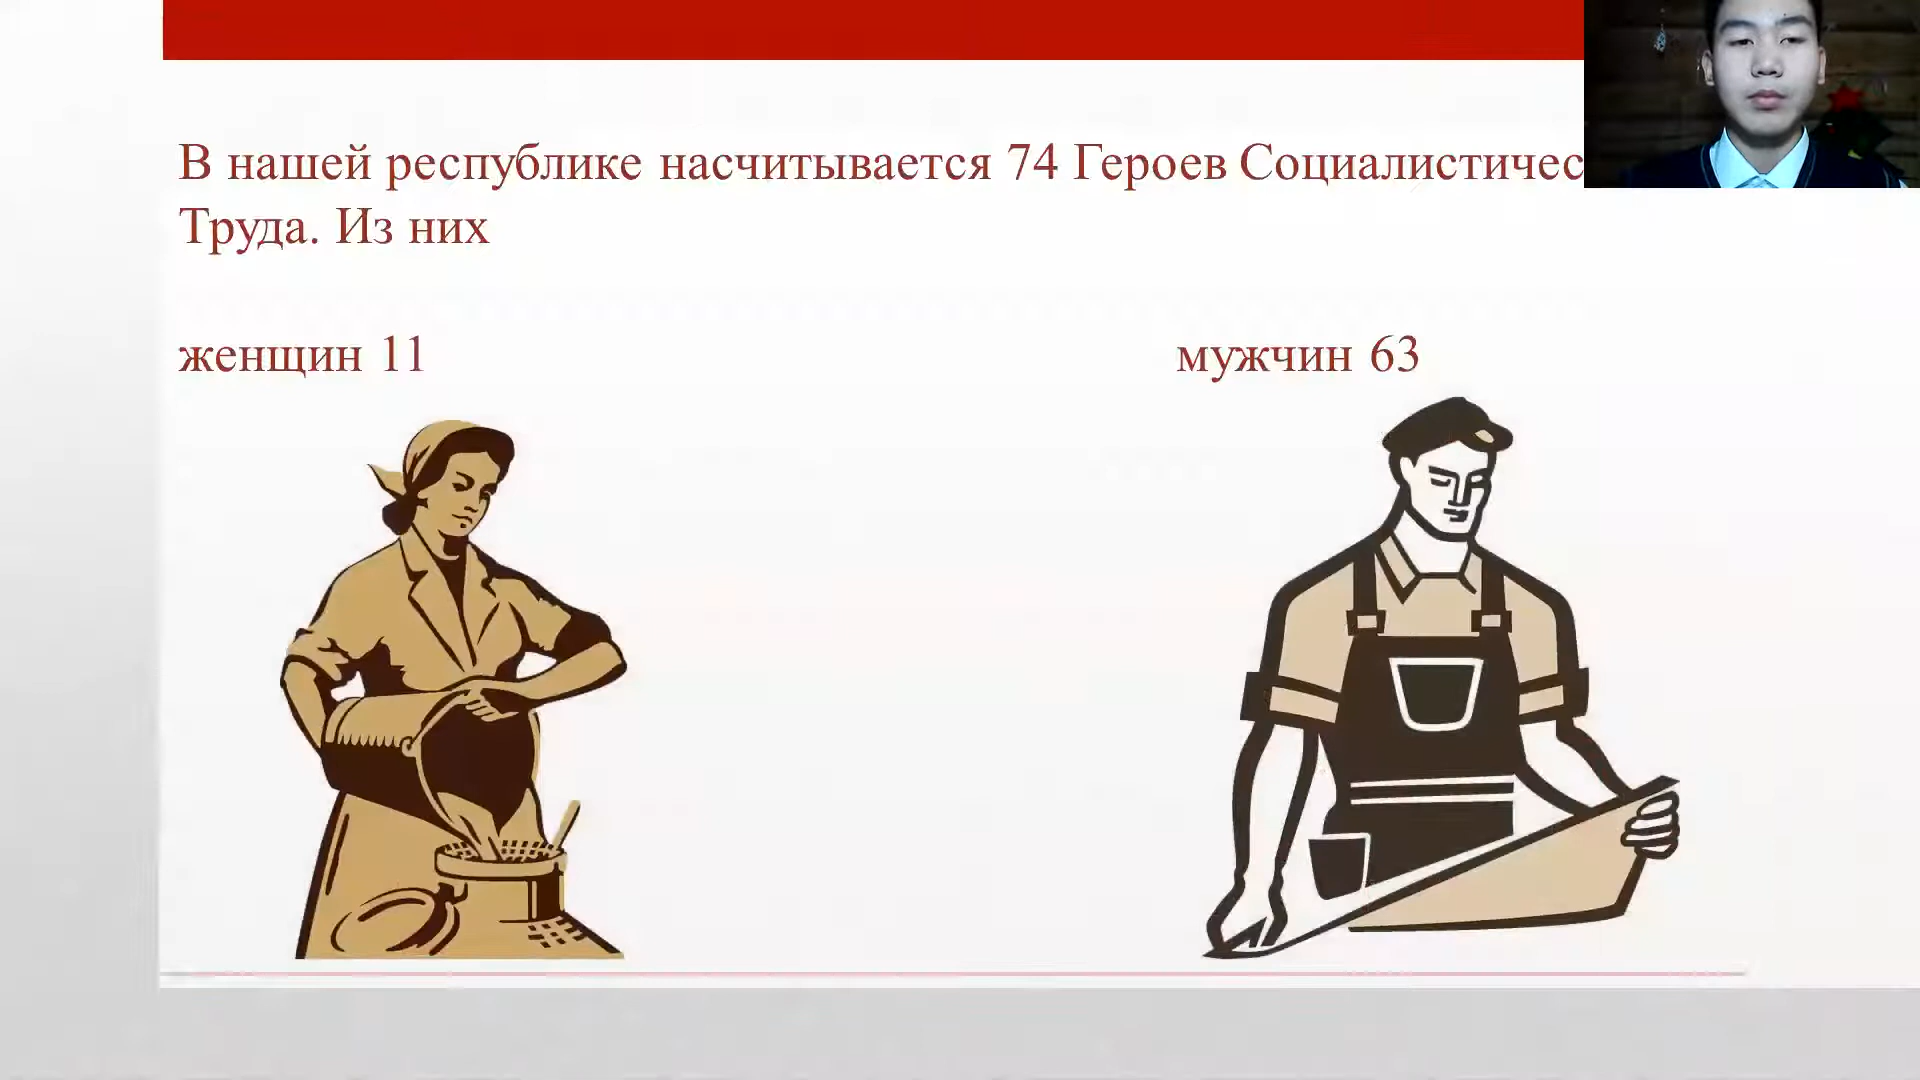 В нашей республике насчитывается 74 Героев Социалистичес
Труда. Из них
женщин 11
мужчин 63